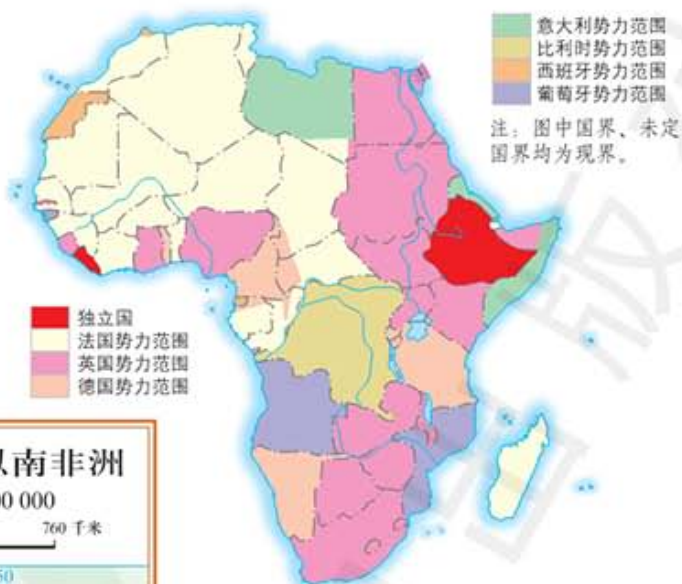 意大利势力范围
比利时势力范围
西班牙势力范围
葡萄牙势力范围
注：图中国界、未定
国界均为现界。
独立国
法国势力范围
英国势力范围
德国势力范围
以南非洲
00 000
760 千米
50